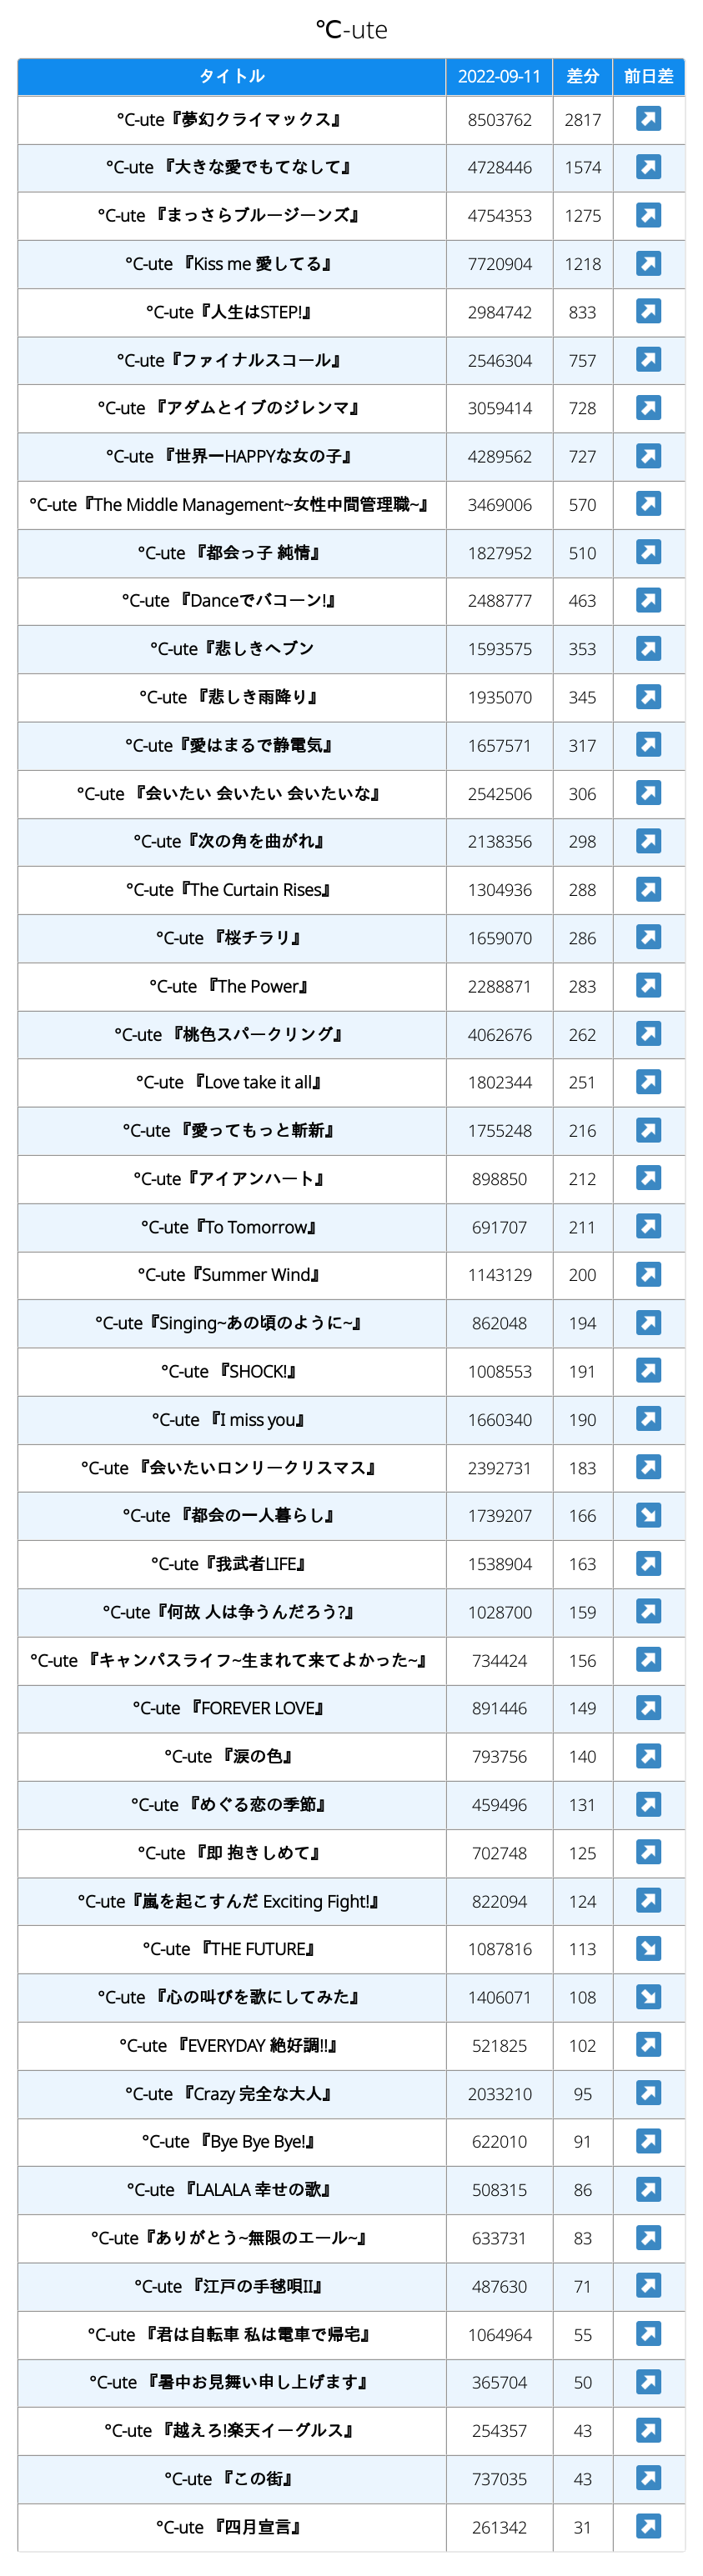 ℃-ute
タイトル 2022-09-11 差分 前日差
℃-ute『夢幻クライマックス』 8503762 2817 ↗
℃-ute 『大きな愛でもてなして』 4728446 1574 ↗
℃-ute 『まっさらブルージーンズ』 4754353 1275 ↗
℃-ute 『Kiss me 愛してる』 7720904 1218 ↗
℃-ute『人生はSTEP!』 2984742 833 ↗
℃-ute『ファイナルスコール』 2546304 757 ↗
℃-ute 『アダムとイブのジレンマ』 3059414 728 ↗
℃-ute 『世界一HAPPYな女の子』 4289562 727 ↗
℃-ute『The Middle Management~女性中間管理職~』 3469006 570 ↗
℃-ute 『都会っ子 純情』 1827952 510 ↗
℃-ute 『Danceでバコーン!』 2488777 463 ↗
℃-ute『悲しきヘブン 1593575 353 ↗
℃-ute 『悲しき雨降り』 1935070 345 ↗
℃-ute『愛はまるで静電気』 1657571 317 ↗
℃-ute 『会いたい 会いたい 会いたいな』 2542506 306 ↗
℃-ute『次の角を曲がれ』 2138356 298 ↗
℃-ute『The Curtain Rises』 1304936 288 ↗
℃-ute 『桜チラリ』 1659070 286 ↗
℃-ute 『The Power』 2288871 283 ↗
℃-ute 『桃色スパークリング』 4062676 262 ↗
℃-ute 『Love take it all』 1802344 251 ↗
℃-ute 『愛ってもっと斬新』 1755248 216 ↗
℃-ute『アイアンハート』 898850 212 ↗
℃-ute『To Tomorrow』 691707 211 ↗
℃-ute『Summer Wind』 1143129 200 ↗
℃-ute『Singing~あの頃のように~』 862048 194 ↗
℃-ute 『SHOCK!』 1008553 191 ↗
℃-ute 『I miss you』 1660340 190 ↗
℃-ute 『会いたいロンリークリスマス』 2392731 183 ↗
℃-ute 『都会の一人暮らし』 1739207 166 ↘
℃-ute『我武者LIFE』 1538904 163 ↗
℃-ute『何故 人は争うんだろう?』 1028700 159 ↗
℃-ute 『キャンパスライフ~生まれて来てよかった~』 734424 156 ↗
℃-ute 『FOREVER LOVE』 891446 149 ↗
℃-ute 『涙の色』 793756 140 ↗
℃-ute 『めぐる恋の季節』 459496 131 ↗
℃-ute 『即 抱きしめて』 702748 125 ↗
℃-ute『嵐を起こすんだ Exciting Fight!』 822094 124 ↗
℃-ute 『THE FUTURE』 1087816 113 ↘
℃-ute 『心の叫びを歌にしてみた』 1406071 108 ↘
℃-ute 『EVERYDAY 絶好調!!』 521825 102 ↗
℃-ute 『Crazy 完全な大人』 2033210 95 ↗
℃-ute 『Bye Bye Bye!』 622010 91 ↗
℃-ute 『LALALA 幸せの歌』 508315 86 ↗
℃-ute『ありがとう~無限のエール~』 633731 83 ↗
℃-ute 『江戸の手毬唄II』 487630 71 ↗
℃-ute 『君は自転車 私は電車で帰宅』 1064964 55 ↗
℃-ute 『暑中お見舞い申し上げます』 365704 50 ↗
℃-ute 『越えろ!楽天イーグルス』 254357 43 ↗
℃-ute 『この街』 737035 43 ↗
℃-ute 『四月宣言』 261342 31 ↗